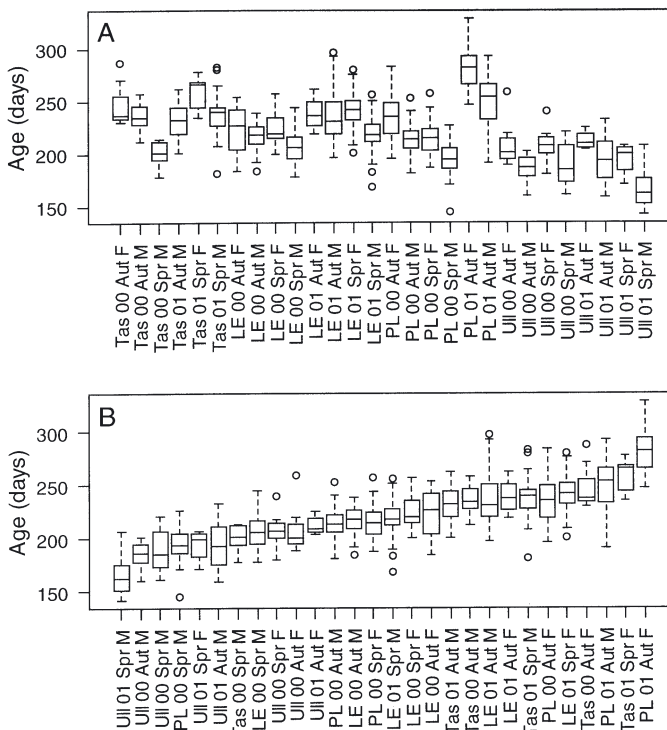 A
Age (days)
300
250
200
150
Tas 00 Aut F
Tas 00 Aut M
Tas 00 Spr M
Tas 01 Aut M
Tas 01 Spr F
Tas 01 Spr M
LE 00 Aut F
LE 00 Aut M
LE 00 Spr F
LE 00 Spr M
LE 01 Aut F
LE 01 Aut M
LE 01 Spr F
LE 01 Spr M
PL 00 Aut F
PL 00 Aut M
PL 00 Spr F
PL 00 Spr M
PL 01 Aut F
PL 01 Aut M
Ull 00 Aut F
Ull 00 Aut M
Ull 00 Spr F
Ull 00 Spr M
Ull 01 Aut F
Ull 01 Aut M
Ull 01 Spr F
Ull 01 Spr M
B
Age (days)
300
250
200
150
Ull 01 Spr M
Ull 00 Aut M
Ull 00 Spr M
PL 00 Spr M
Ull 01 Spr F
Ull 01 Aut M
Tas 00 Spr M
LE 00 Spr M
Ull 00 Spr F
Ull 00 Aut F
Ull 01 Aut F
PL 00 Aut M
LE 00 Aut M
PL 00 Spr F
LE 01 Spr M
LE 00 Spr F
LE 00 Aut F
Tas 01 Aut M
Tas 00 Aut M
LE 01 Aut M
LE 01 Aut F
Tas 01 Spr M
PL 00 Aut F
LE 01 Spr F
Tas 00 Aut F
PL 01 Aut M
Tas 01 Spr F
PL 01 Aut F